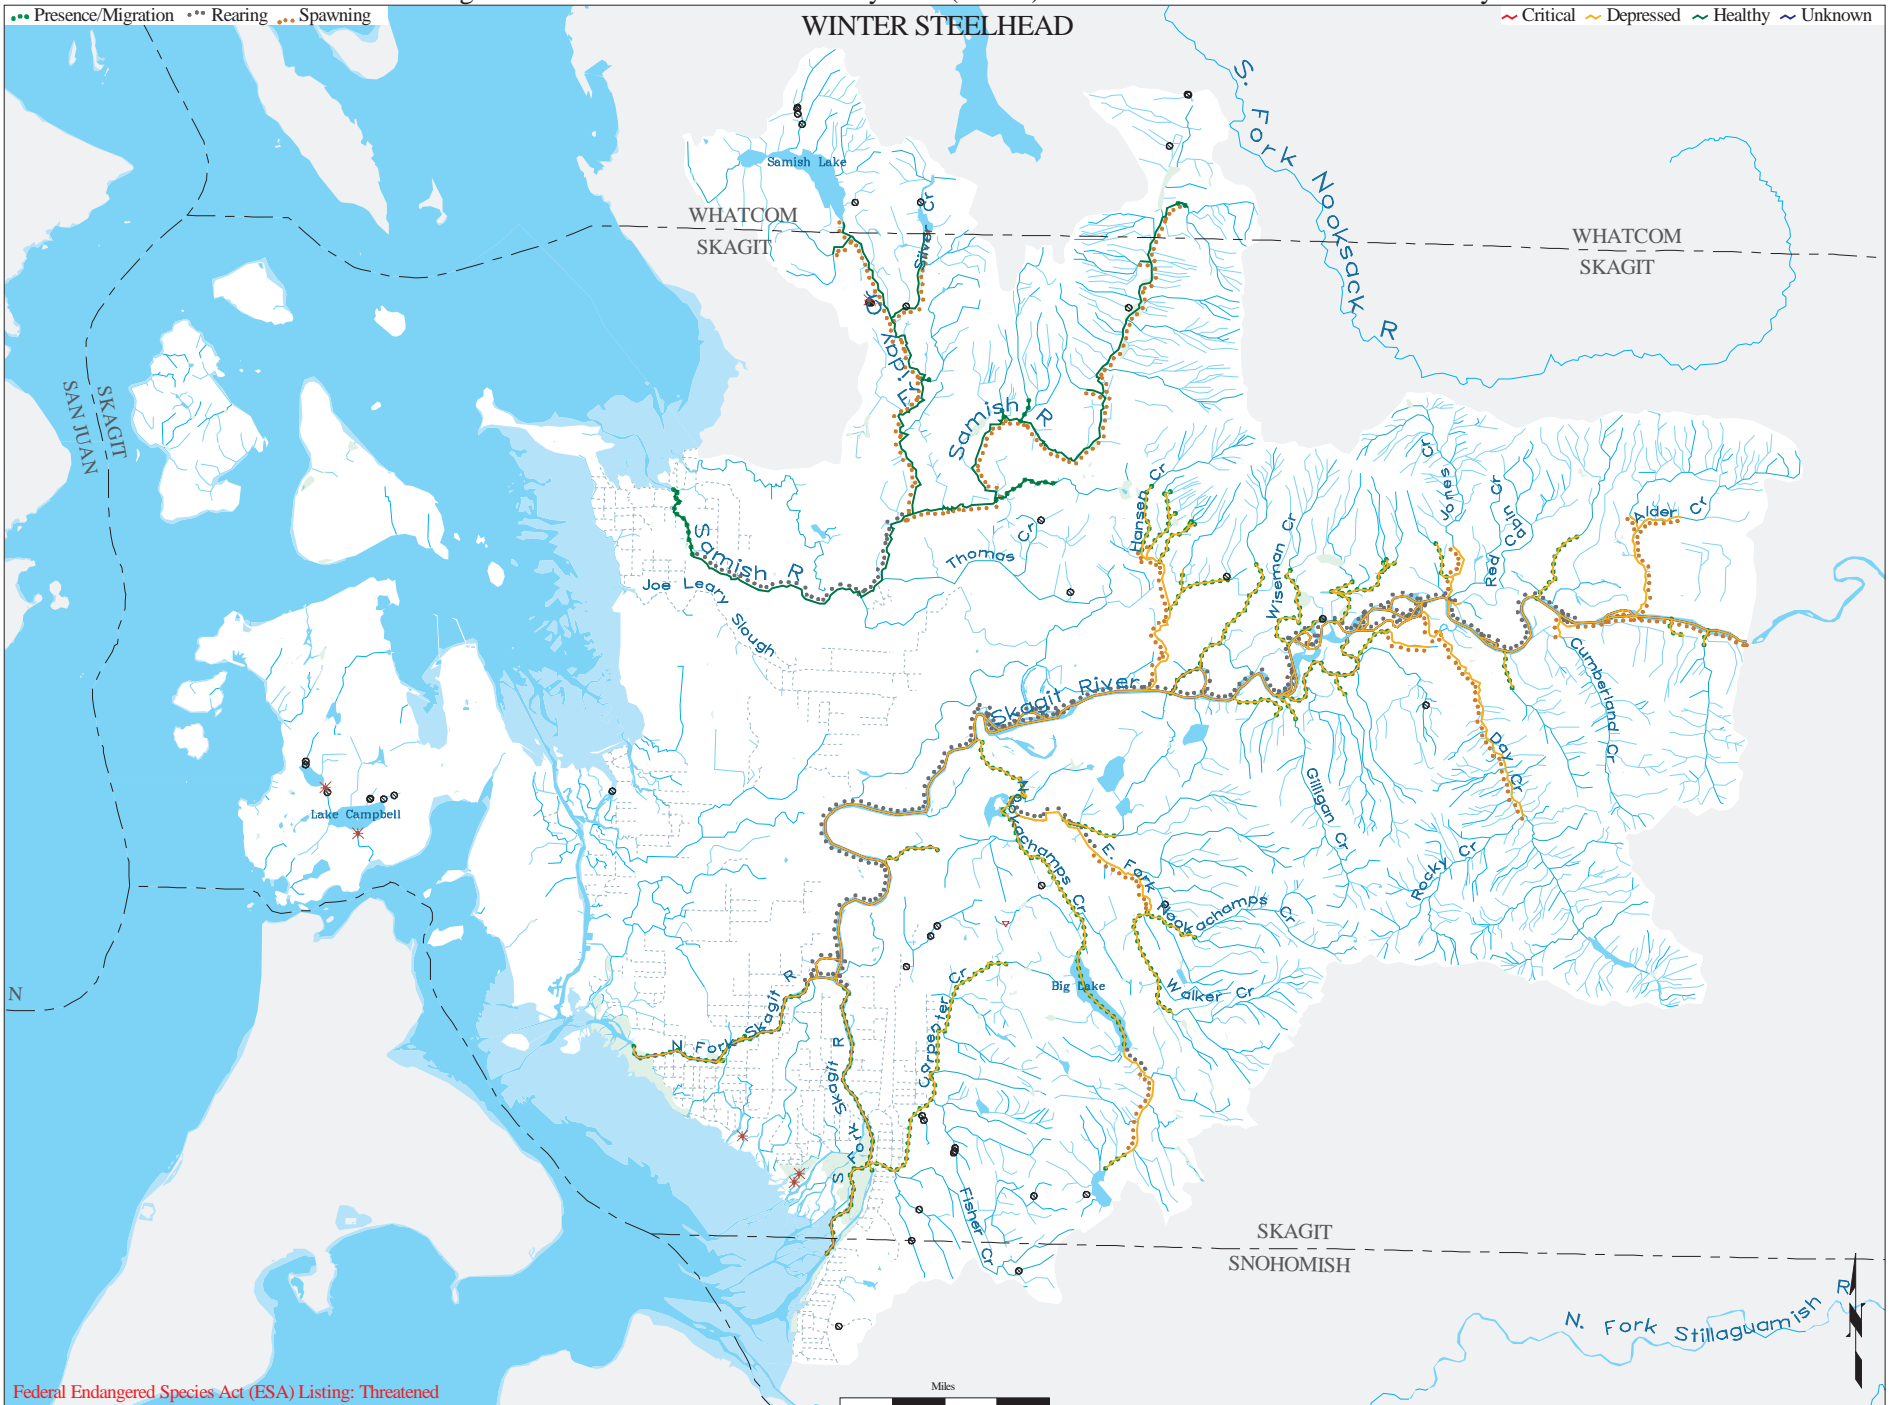 Presence/Migration Rearing Spawning
WINTER STEELHEAD
Critical Depressed Healthy Unknown
S. Fork Nooksack R
Samish Lake
WHATCOM
SKAGIT
Silver Cr
WHATCOM
SKAGIT
Friday Cr
SKAGIT
SAN JUAN
Samish R
Hansen Cr
Jones Cr
Red Cabin Cr
Alder Cr
Samish R
Thomas Cr
Wiseman Cr
Joe Leary Slough
Skagit River
Cumberland Cr
Day Cr
Gilligan Cr
Lake Campbell
Nookachamps Cr
E. Fork Nookachamps Cr
Rocky Cr
N
Big Lake
Walker Cr
Carpenter Cr
N Fork Skagit R
S Fork Skagit R
Fisher Cr
SKAGIT
SNOHOMISH
N. Fork Stillaguamish R
N
Federal Endangered Species Act (ESA) Listing: Threatened
Miles